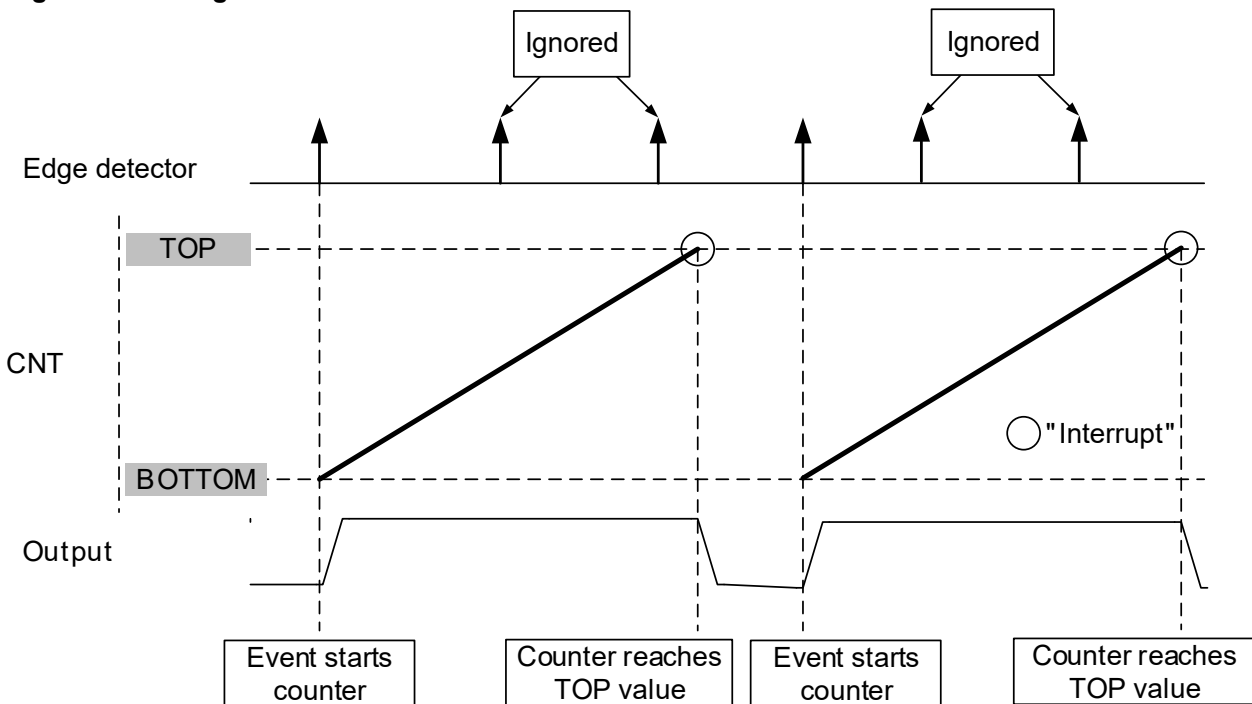 Ignored
Ignored
Edge detector
TOP
CNT
"Interrupt"
BOTTOM
Output
Event starts
counter
Counter reaches
TOP value
Event starts
counter
Counter reaches
TOP value